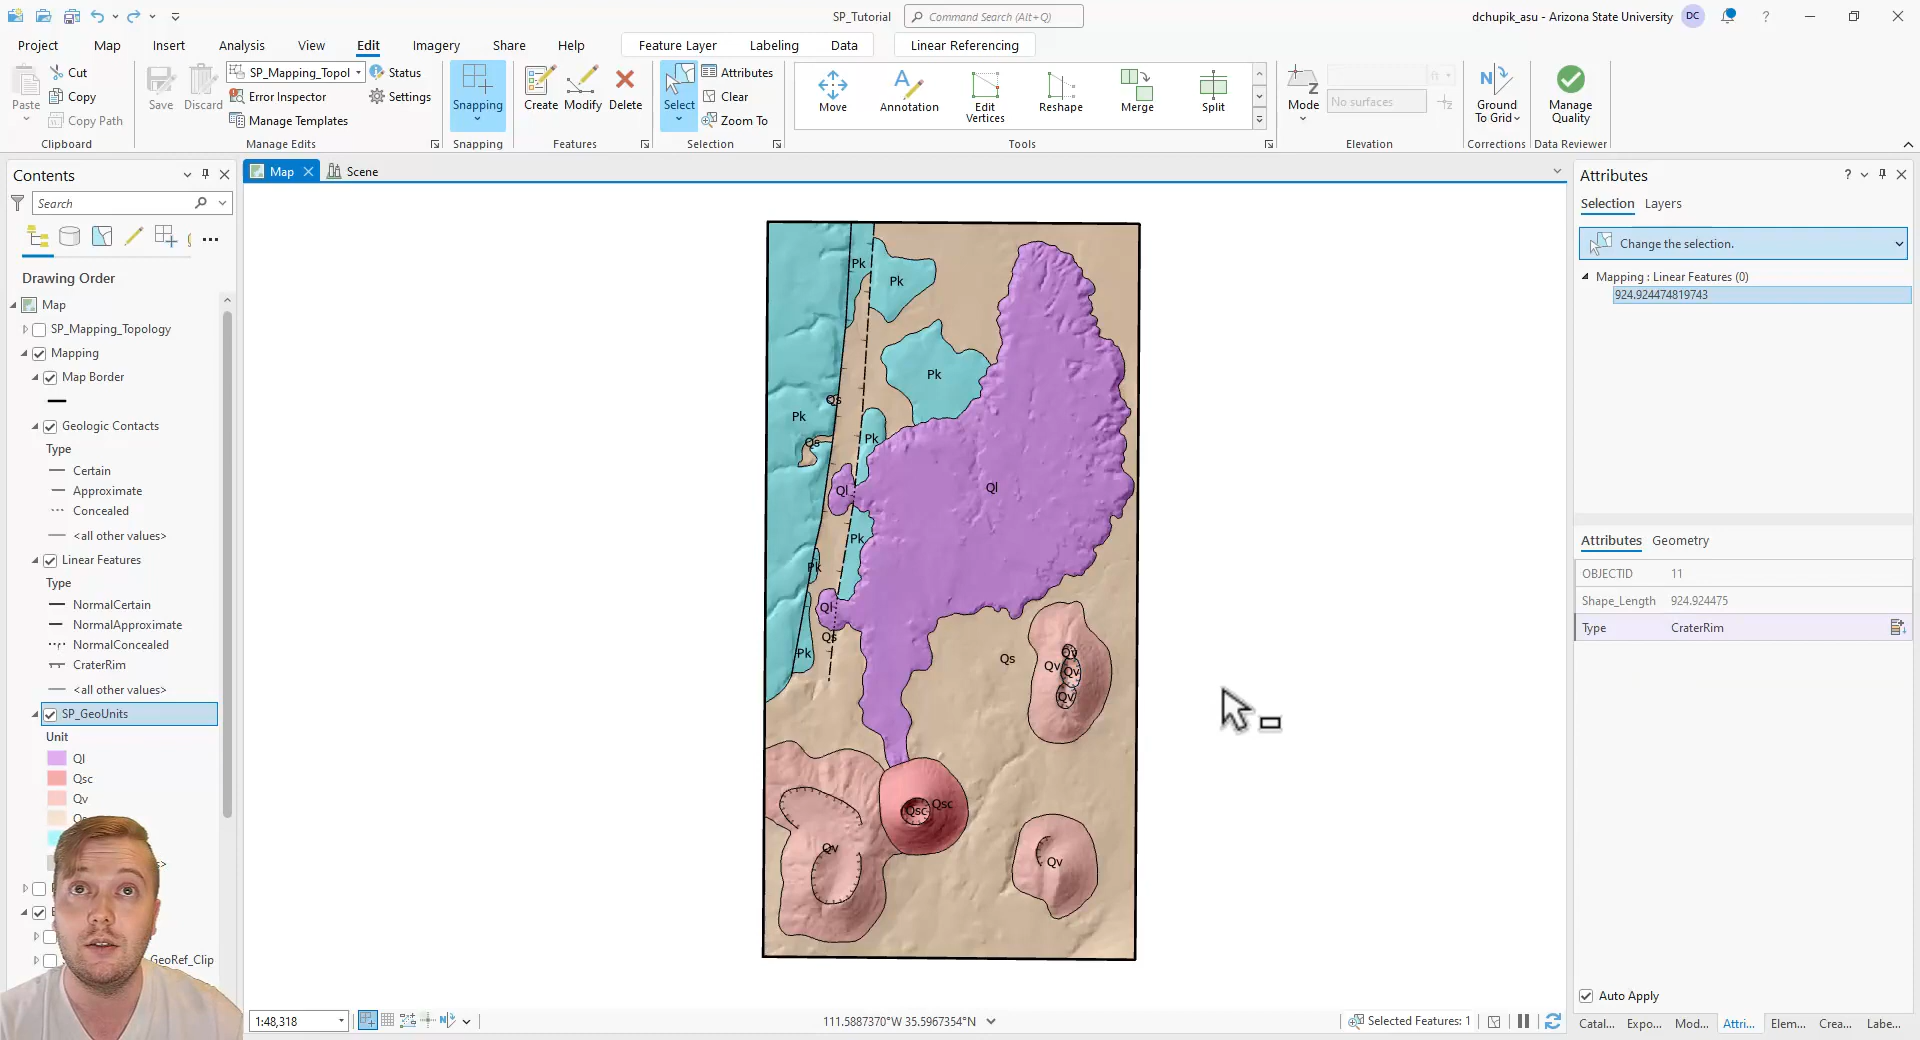 SP_Tutorial
Command Search (Alt+Q)
dchupik_asu - Arizona State University
DC
?
Project
Map
Insert
Analysis
View
Edit
Imagery
Share
Help
Feature Layer
Labeling
Data
Linear Referencing
Paste
Cut
Copy
Copy Path
Clipboard
Save
Discard
SP_Mapping_Topol
Error Inspector
Manage Templates
Status
Settings
Manage Edits
Snapping
Snapping
Create
Modify
Delete
Features
Select
Attributes
Clear
Zoom To
Selection
Move
Annotation
Edit
Vertices
Reshape
Merge
Split
Tools
Mode
ft
No surfaces
Elevation
Ground
To Grid
Corrections
Manage
Quality
Data Reviewer
Contents
Search
Drawing Order
Map
SP_Mapping_Topology
Mapping
Map Border
Geologic Contacts
Type
Certain
Approximate
Concealed
<all other values>
Linear Features
Type
NormalCertain
NormalApproximate
NormalConcealed
CraterRim
<all other values>
SP_GeoUnits
Unit
Ql
Qsc
Qv
GeoRef_Clip
Map
Scene
Pk
Pk
Pk
Qs
Pk
Pk
Qs
Ql
Ql
Pk
Pk
Ql
Qs
Pk
Qs
Qv
Qv
Qv
Qv
Qsc
Qsc
Qv
Qv
1:48,318
111.5887370°W 35.5967354°N
Selected Features: 1
Attributes
?
Selection
Layers
Change the selection.
Mapping : Linear Features (0)
924.924474819743
Attributes
Geometry
OBJECTID
11
Shape_Length
924.924475
Type
CraterRim
Auto Apply
Catal...
Expo...
Mod...
Attri...
Elem...
Crea...
Labe...